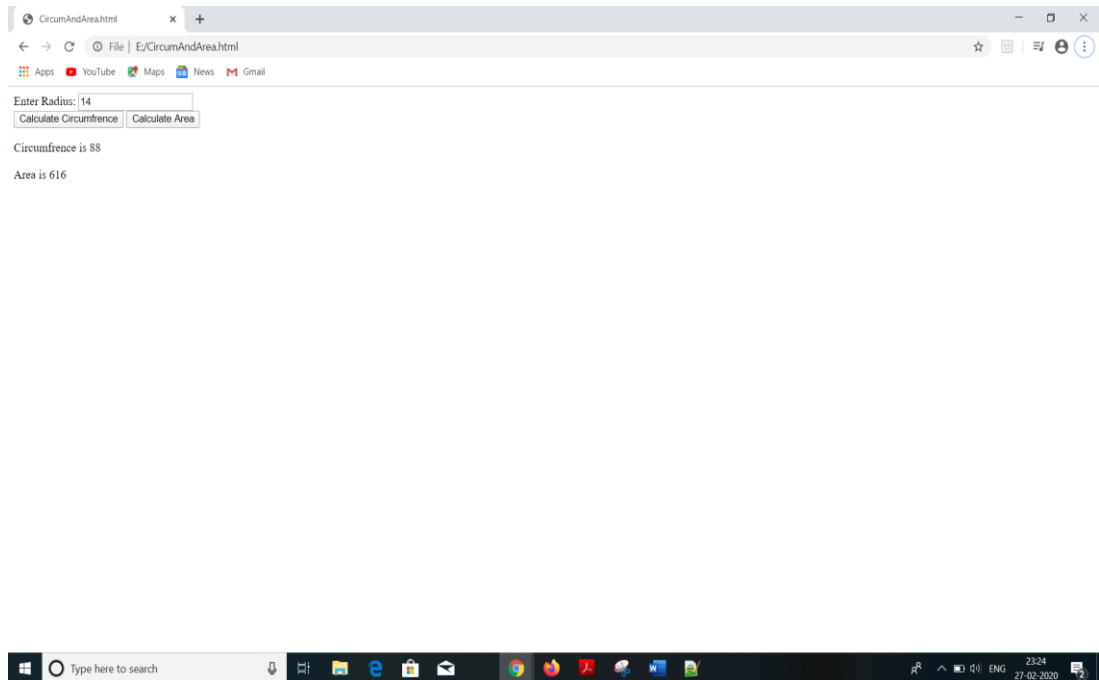 CircumAndArea.html
File | E:/CircumAndArea.html
Apps YouTube Maps News Gmail
Enter Radius: 14
Calculate Circumfrence Calculate Area
Circumfrence is 88
Area is 616
Type here to search
ENG
23:24
27-02-2020
2